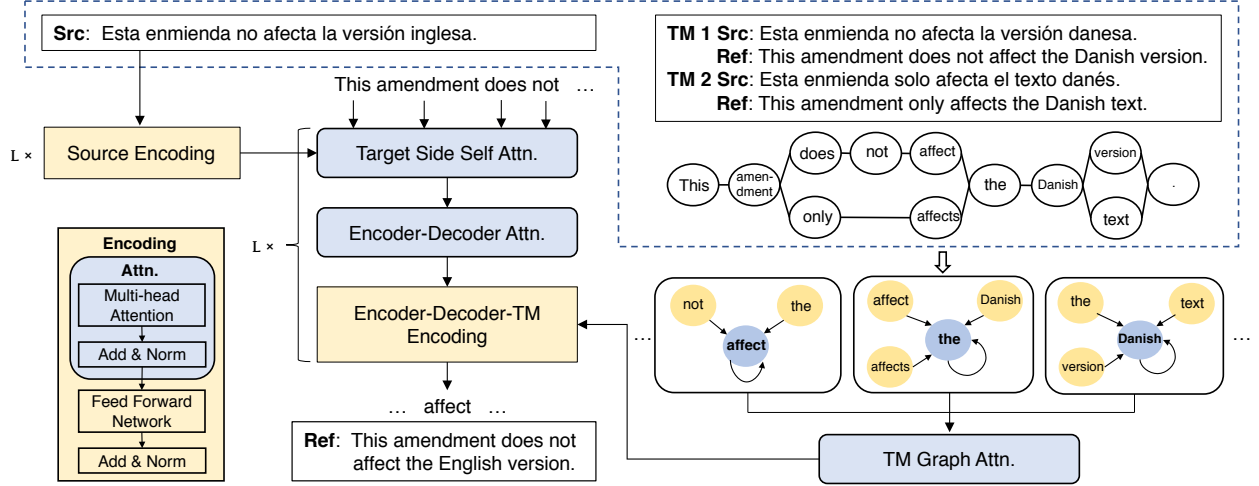 Src: Esta enmienda no afecta la versión inglesa.
TM 1 Src: Esta enmienda no afecta la versión danesa.
Ref: This amendment does not affect the Danish version.
TM 2 Src: Esta enmienda solo afecta el texto danés.
Ref: This amendment only affects the Danish text.
This amendment does not ...
L ×
Source Encoding
Target Side Self Attn.
L ×
Encoder-Decoder Attn.
Encoder-Decoder-TM
Encoding
... affect ...
Ref: This amendment does not
affect the English version.
Encoding
Attn.
Multi-head
Attention
Add & Norm
Feed Forward
Network
Add & Norm
This
amen-
dment
does
not
affect
only
affects
the
Danish
version
text
.
...
not
the
affect
affect
Danish
the
affects
the
text
Danish
version
...
TM Graph Attn.